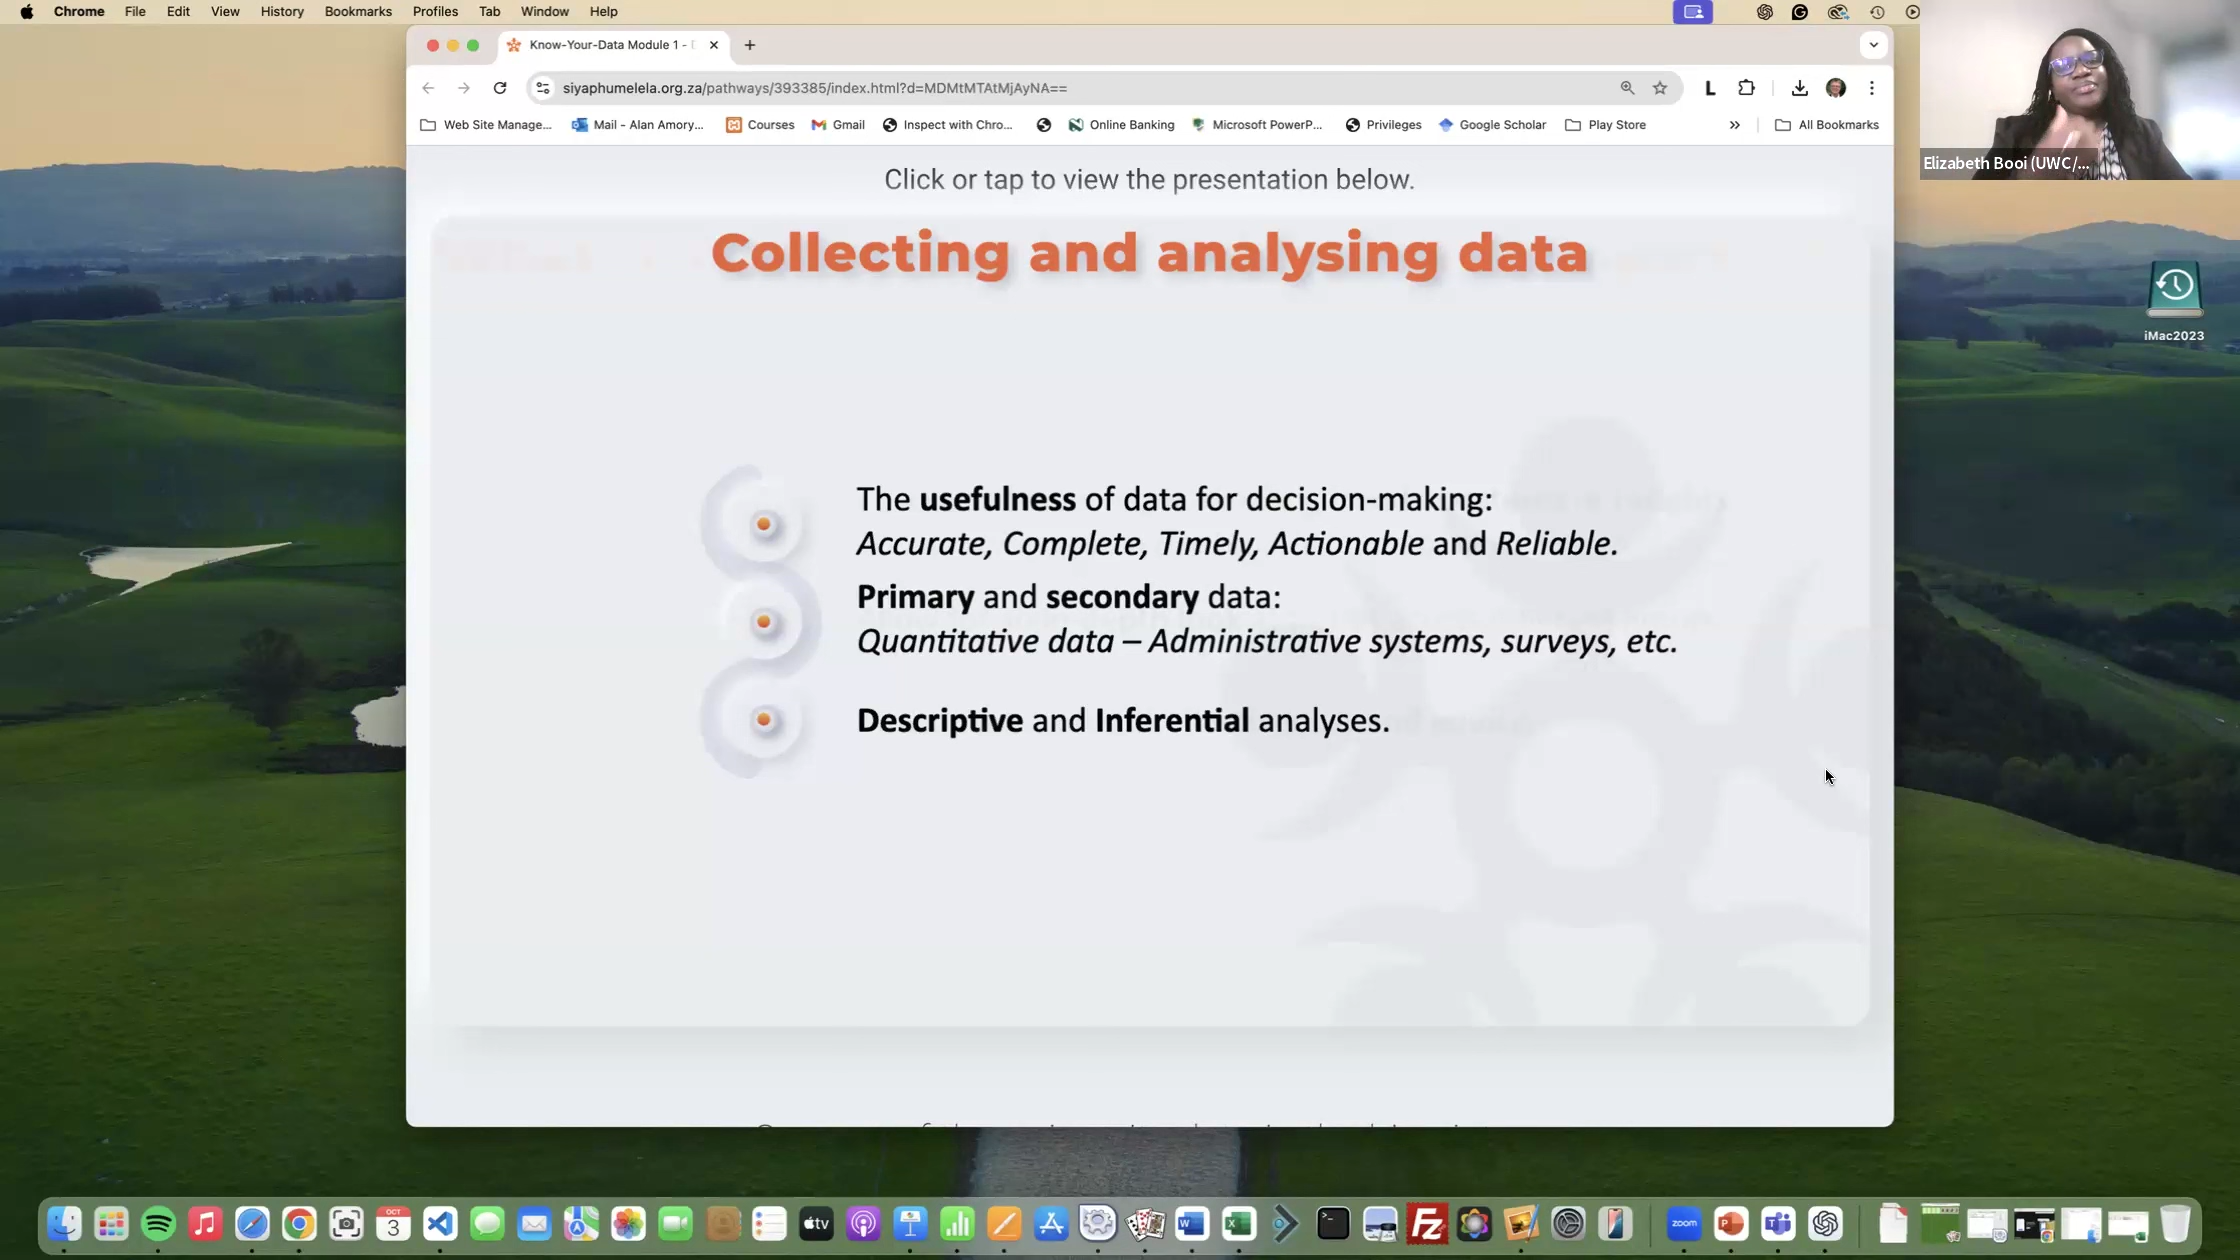 Chrome File Edit View History Bookmarks Profiles Tab Window Help
Know-Your-Data Module 1 -
siyaphumelela.org.za/pathways/393385/index.html?d=MDMtMTAtMjAyNA==
Web Site Manage... Mail - Alan Amory... Courses Gmail Inspect with Chro... Online Banking Microsoft PowerP... Privileges Google Scholar Play Store All Bookmarks
Elizabeth Booi (UWC/...
Click or tap to view the presentation below.
Collecting and analysing data
iMac2023
The usefulness of data for decision-making:
Accurate, Complete, Timely, Actionable and Reliable.
Primary and secondary data:
Quantitative data – Administrative systems, surveys, etc.
Descriptive and Inferential analyses.
OCT
3
tv
zoom